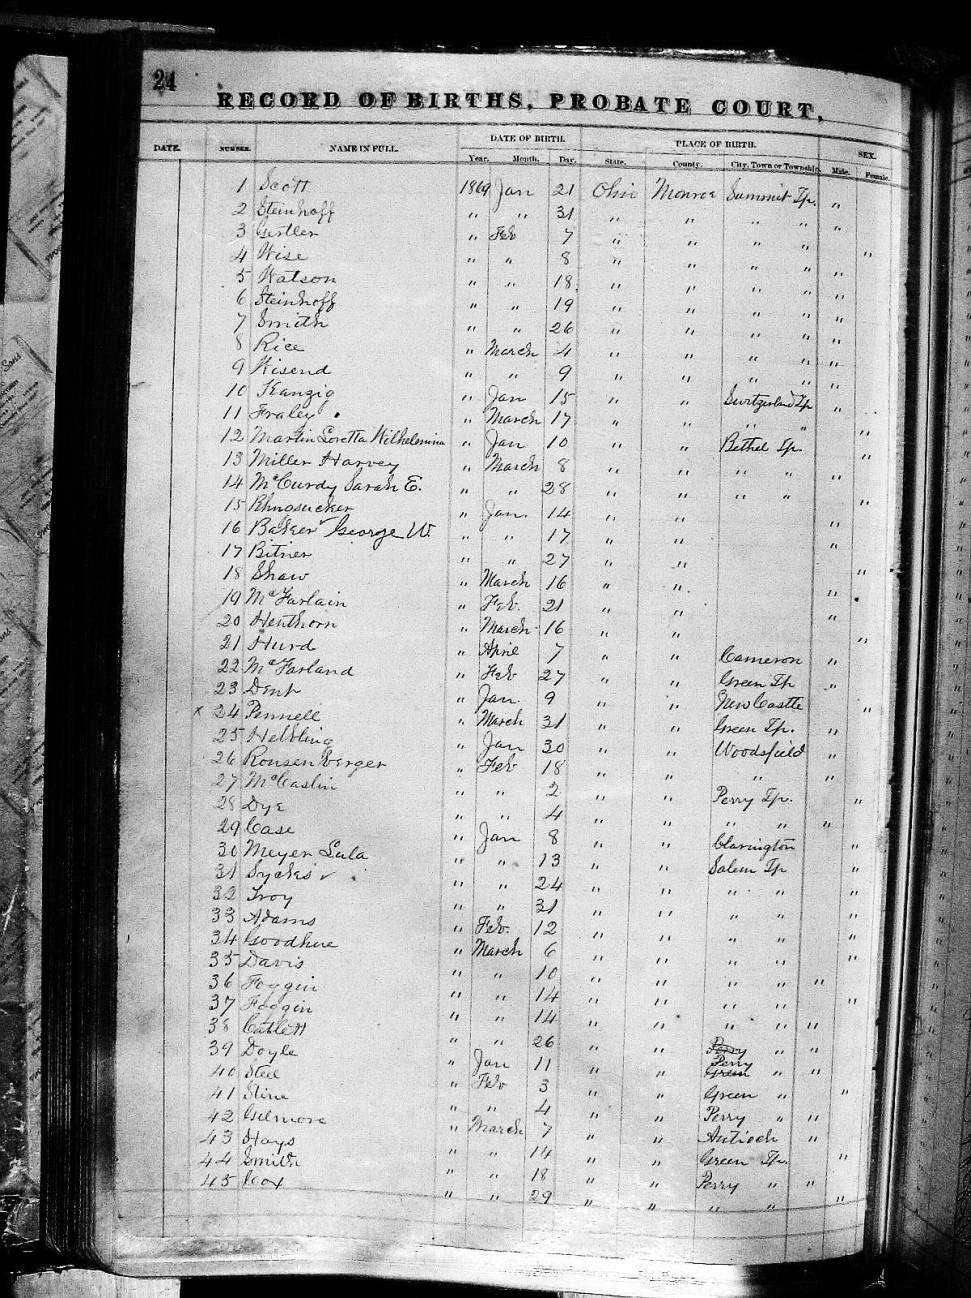 24
RECORD OF BIRTHS, PROBATE COURT,
DATE. NUMBER. NAME IN FULL. DATE OF BIRTH. PLACE OF BIRTH. SEX.
Year. Month. Day. State. County. City, Town or Township. Male. Female.
1 Scott 1869 Jan 21 Ohio Monroe Summit Tp. "
2 Steinhoff " " 31 " " " " "
3 Gertler " Feb 7 " " " " "
4 Wise " " 8 " " " " "
5 Watson " " 18 " " " " "
6 Steinhoff " " 19 " " " " "
7 Smith " " 26 " " " " "
8 Rice " March 4 " " " " "
9 Wisend " " 9 " " " " "
10 Kanzig " Jan 15 " " Switzerland Tp "
11 Fraley " March 17 " " " " "
12 Martin Loretta Wilhelmina " Jan 10 " " Bethel Tp. "
13 Miller Harvey " March 8 " " " " "
14 McCurdy Sarah E. " " 28 " " " " "
15 " Jan. 14 " " "
16 Baker George W. " " 17 " " "
17 Bitner " " 27 " " "
18 Shaw " March 16 " " "
19 McFarlain " Feb. 21 " " "
20 Henthorn " March 16 " " "
21 Hurd " April 7 " " Cameron "
22 McFarland " Feb 27 " " Green Tp "
23 Dent " Jan 9 " " New Castle "
x 24 Pennell " March 31 " " Green Tp.
25 Hebbling " Jan 30 " " Woodsfield "
26 Ronsenberger " Feb 18 " " " "
27 McCaslin " " 2 " " Perry Tp. "
28 Dye " " 4 " " " " "
29 Case " Jan 8 " " Clarington "
30 Meyer Lula " " 13 " " Salem Tp "
31 Sykes " " 24 " " " " "
32 Troy " " 31 " " " " "
33 Adams " Feb. 12 " " " " "
34 Goodhue " March 6 " " " " "
35 Davis " " 10 " " " " "
36 Foggin " " 14 " " " " "
37 Foggin " " 14 " " " " "
38 Catlett " " 26 " " Perry " "
39 Doyle " Jan 11 " " Perry Green " "
40 Steel " Feb 3 " " Green " "
41 Stine " " 4 " " Perry " "
42 Gilmore " March 7 " " Antioch "
43 Hays " " 14 " " Green Tp. "
44 Smith " " 18 " " Perry " "
45 Cox " " 29 " " " " "